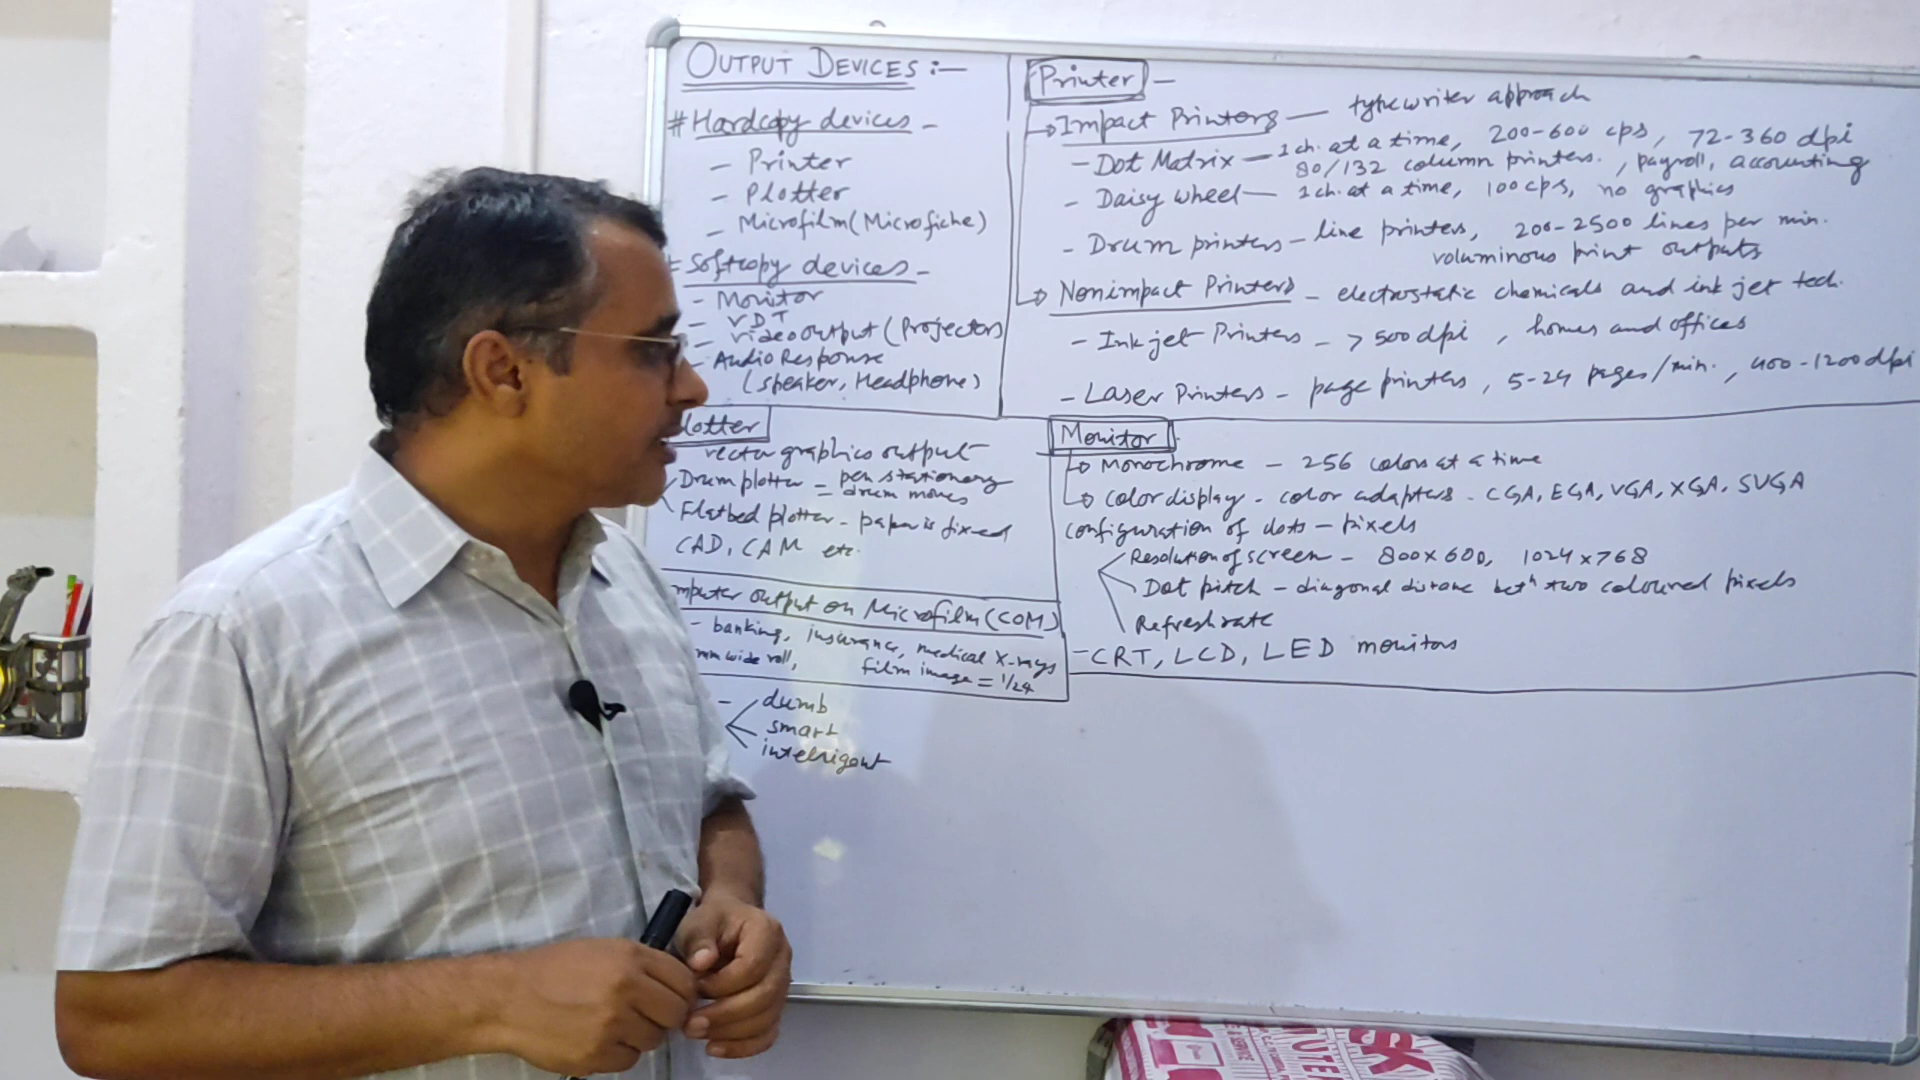 OUTPUT DEVICES :-
# Hardcopy devices -
- Printer
- Plotter
- Microfilm (Microfiche)
# Softcopy devices -
- Monitor
- VDT
- Video output (Projectors
- Audio Response
(speaker, Headphone)
Printer -
Impact Printers - typewriter approach
- Dot Matrix - 1 ch. at a time, 200-600 cps, 72-360 dpi
80/132 column printers. , payroll, accounting
- Daisy wheel - 1 ch. at a time, 100 cps, no graphics
- Drum printers - line printers, 200-2500 lines per min.
voluminous print outputs
Nonimpact Printers - electrostatic chemicals and ink jet tech.
- Ink jet Printers - > 500 dpi , homes and offices
- Laser Printers - page printers, 5-24 pages/min. , 400-1200 dpi
lotter
vector graphics output
Drum plotter - pen stationary
- drum moves
Flatbed plotter - paper is fixed
CAD, CAM etc.
mputer output on Microfilm (COM)
- banking, insurance, medical X-rays
mm wide roll, film image = 1/24
- dumb
smart
intelligent
Monitor
Monochrome - 256 colors at a time
color display - color adapters - CGA, EGA, VGA, XGA, SVGA
configuration of dots - pixels
Resolution of screen - 800 x 600, 1024 x 768
Dot pitch - diagonal distance betn two coloured pixels
Refresh rate
- CRT, LCD, LED monitors
SK